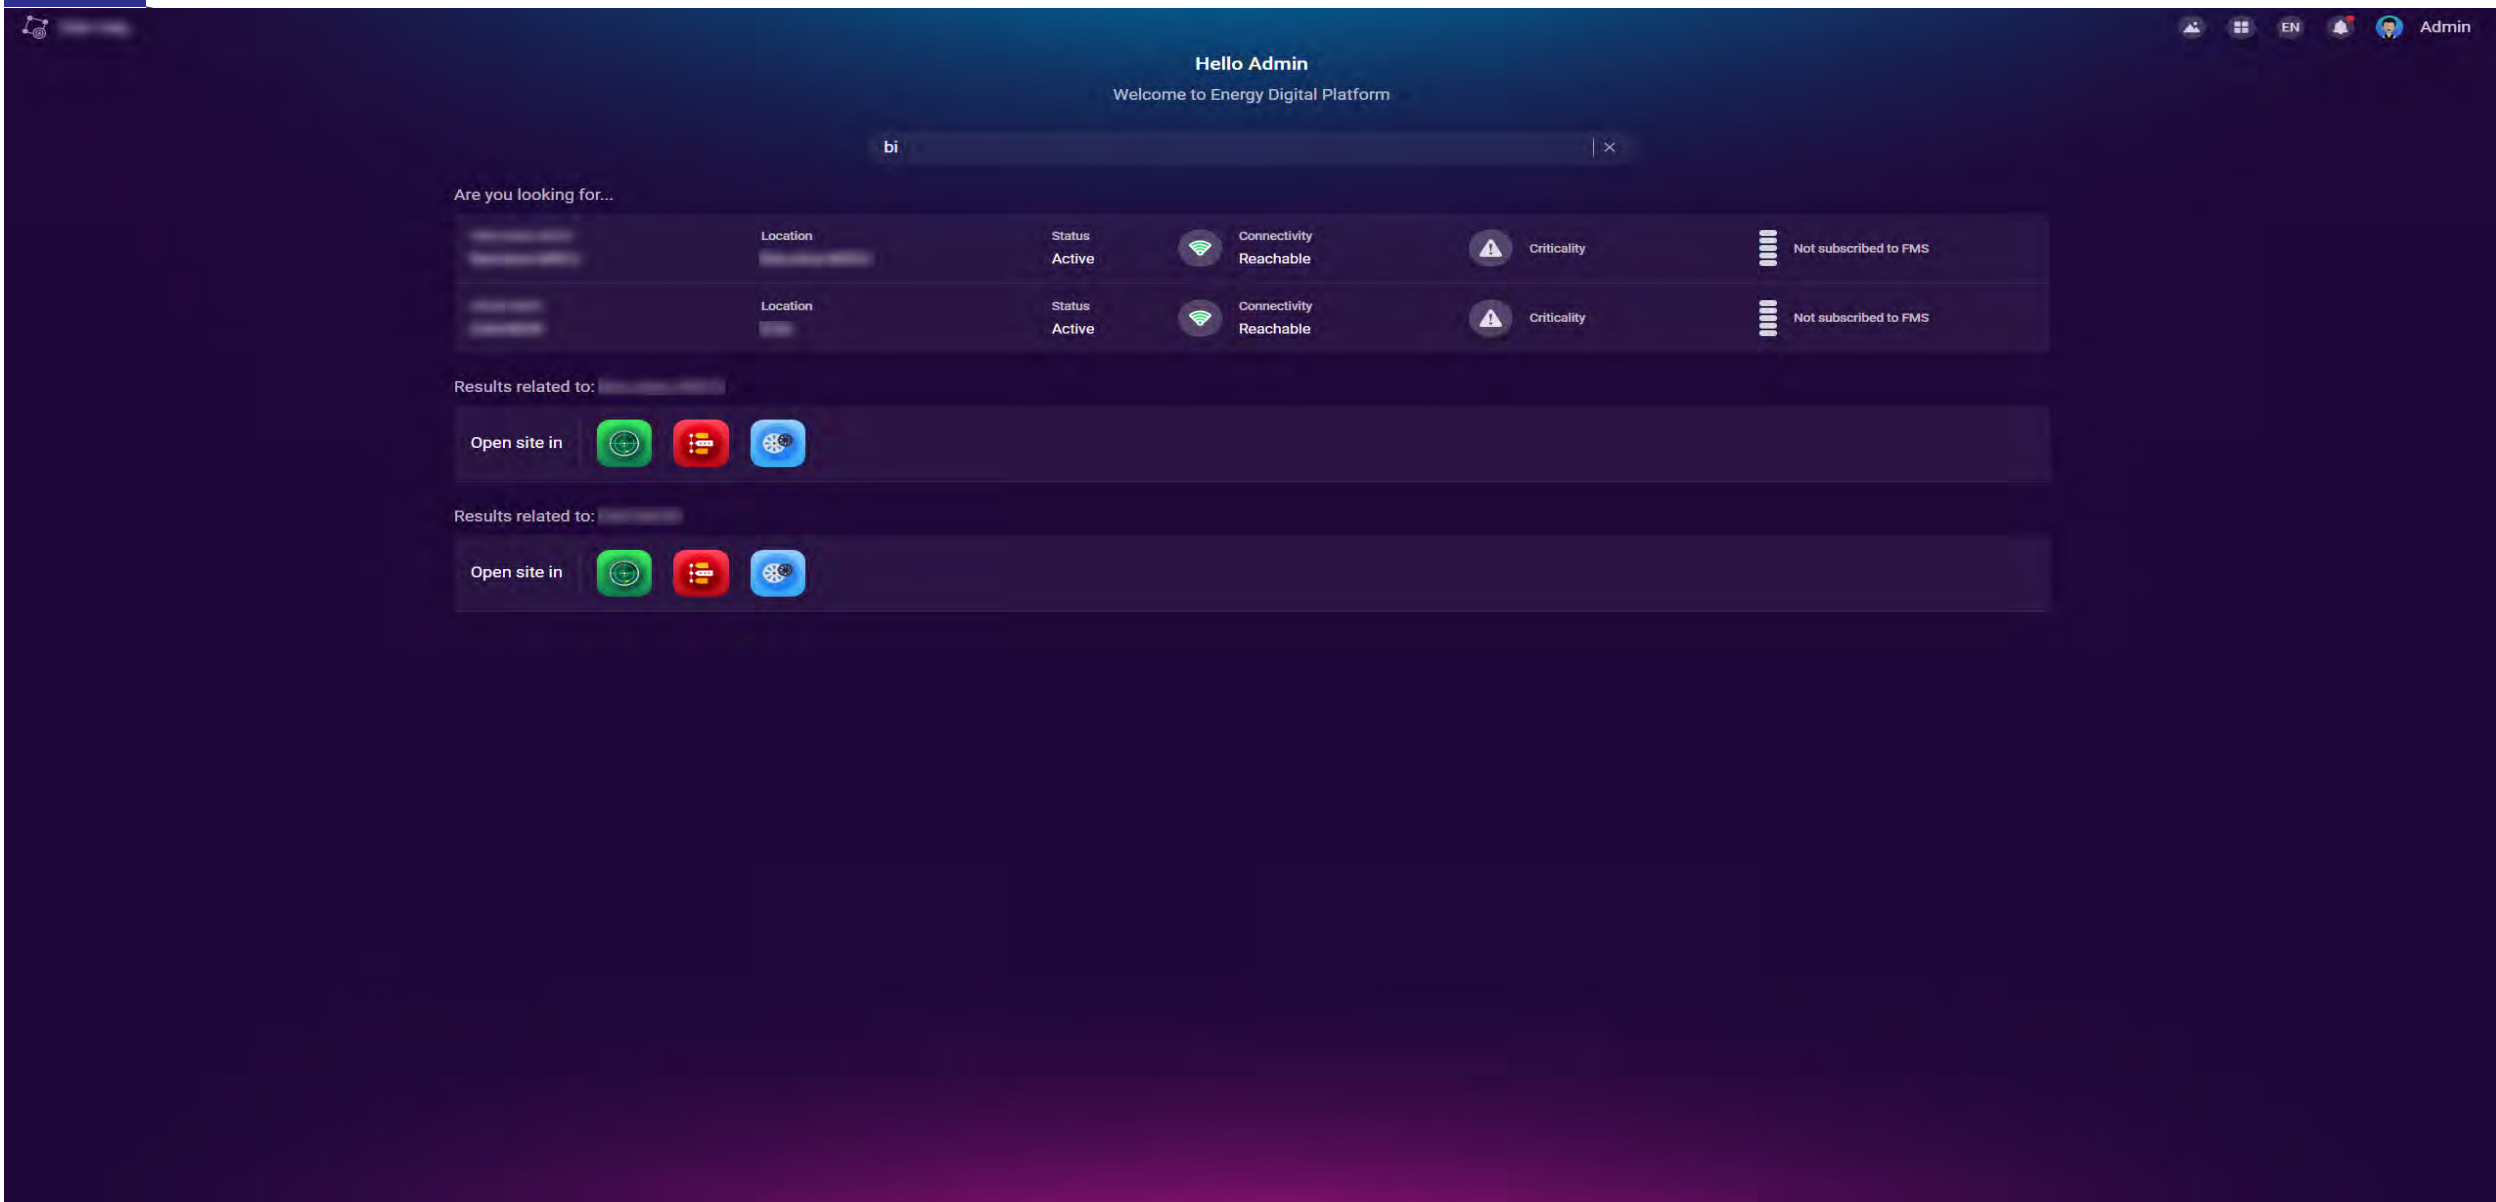 EN Admin
Hello Admin
Welcome to Energy Digital Platform
bi
Are you looking for...
Location Status Connectivity Criticality Not subscribed to FMS
Active Reachable
Location Status Connectivity Criticality Not subscribed to FMS
Active Reachable
Results related to:
Open site in
Results related to:
Open site in